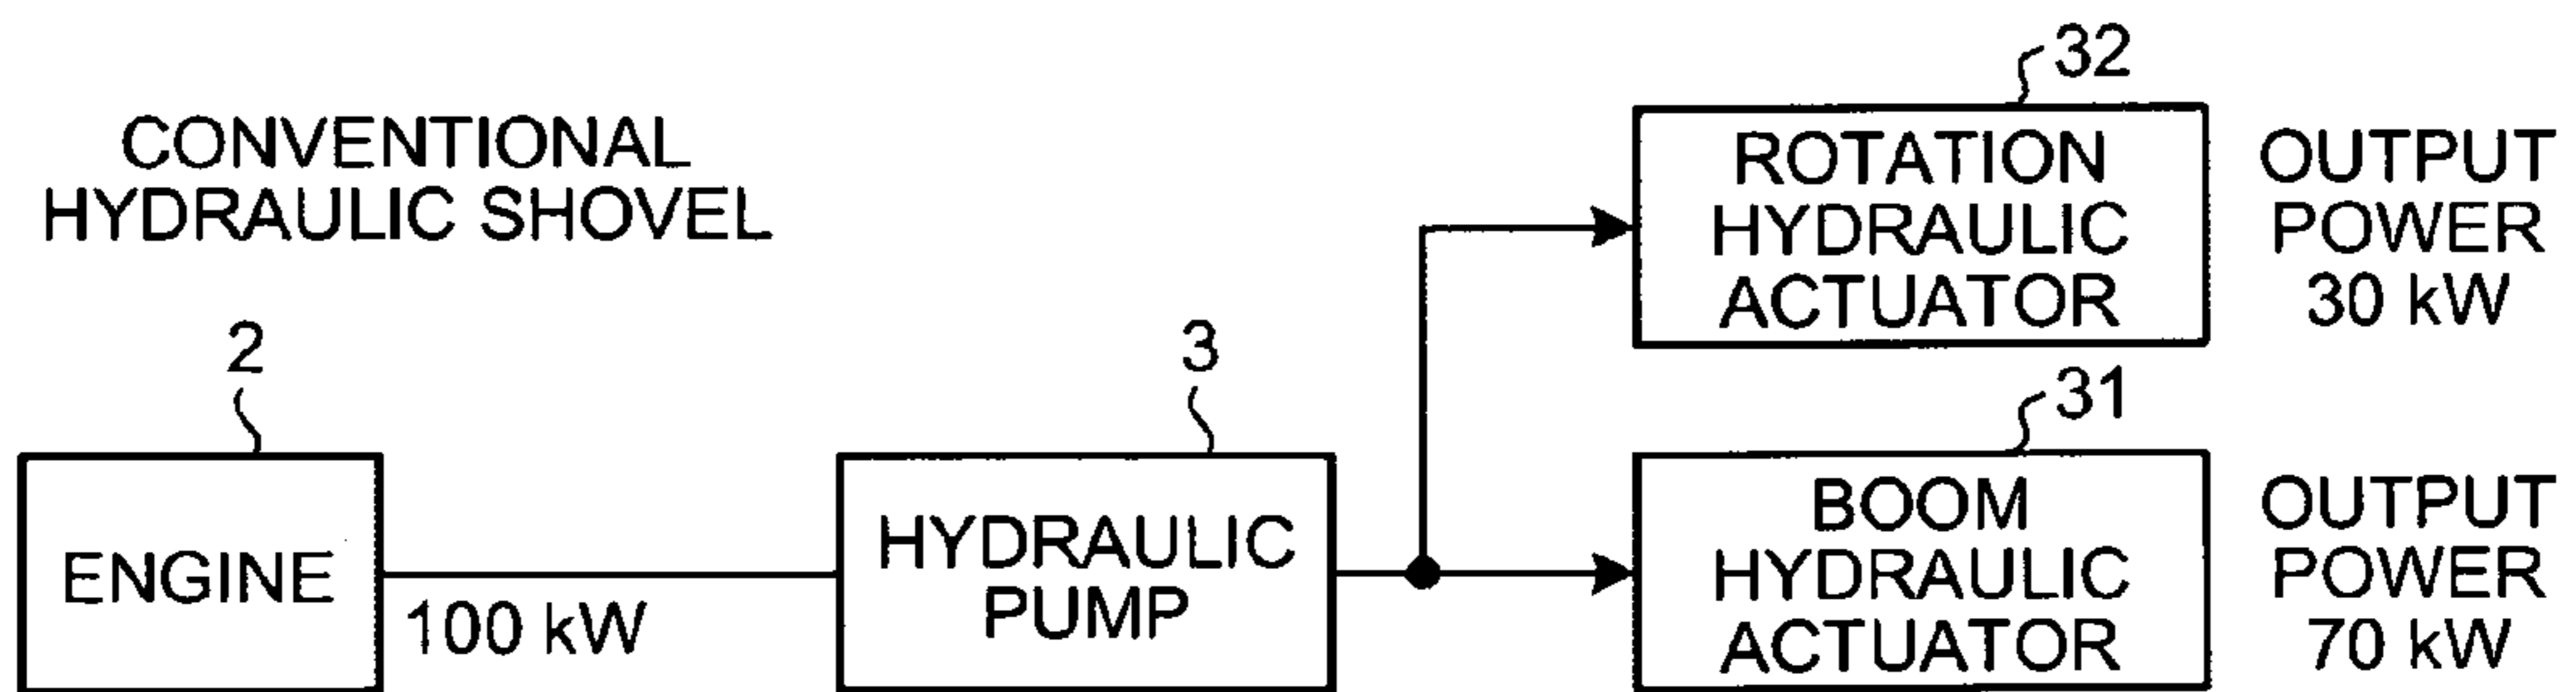 CONVENTIONAL
HYDRAULIC SHOVEL
2
ENGINE
100 kW
3
HYDRAULIC
PUMP
32
ROTATION
HYDRAULIC
ACTUATOR
OUTPUT
POWER
30 kW
31
BOOM
HYDRAULIC
ACTUATOR
OUTPUT
POWER
70 kW